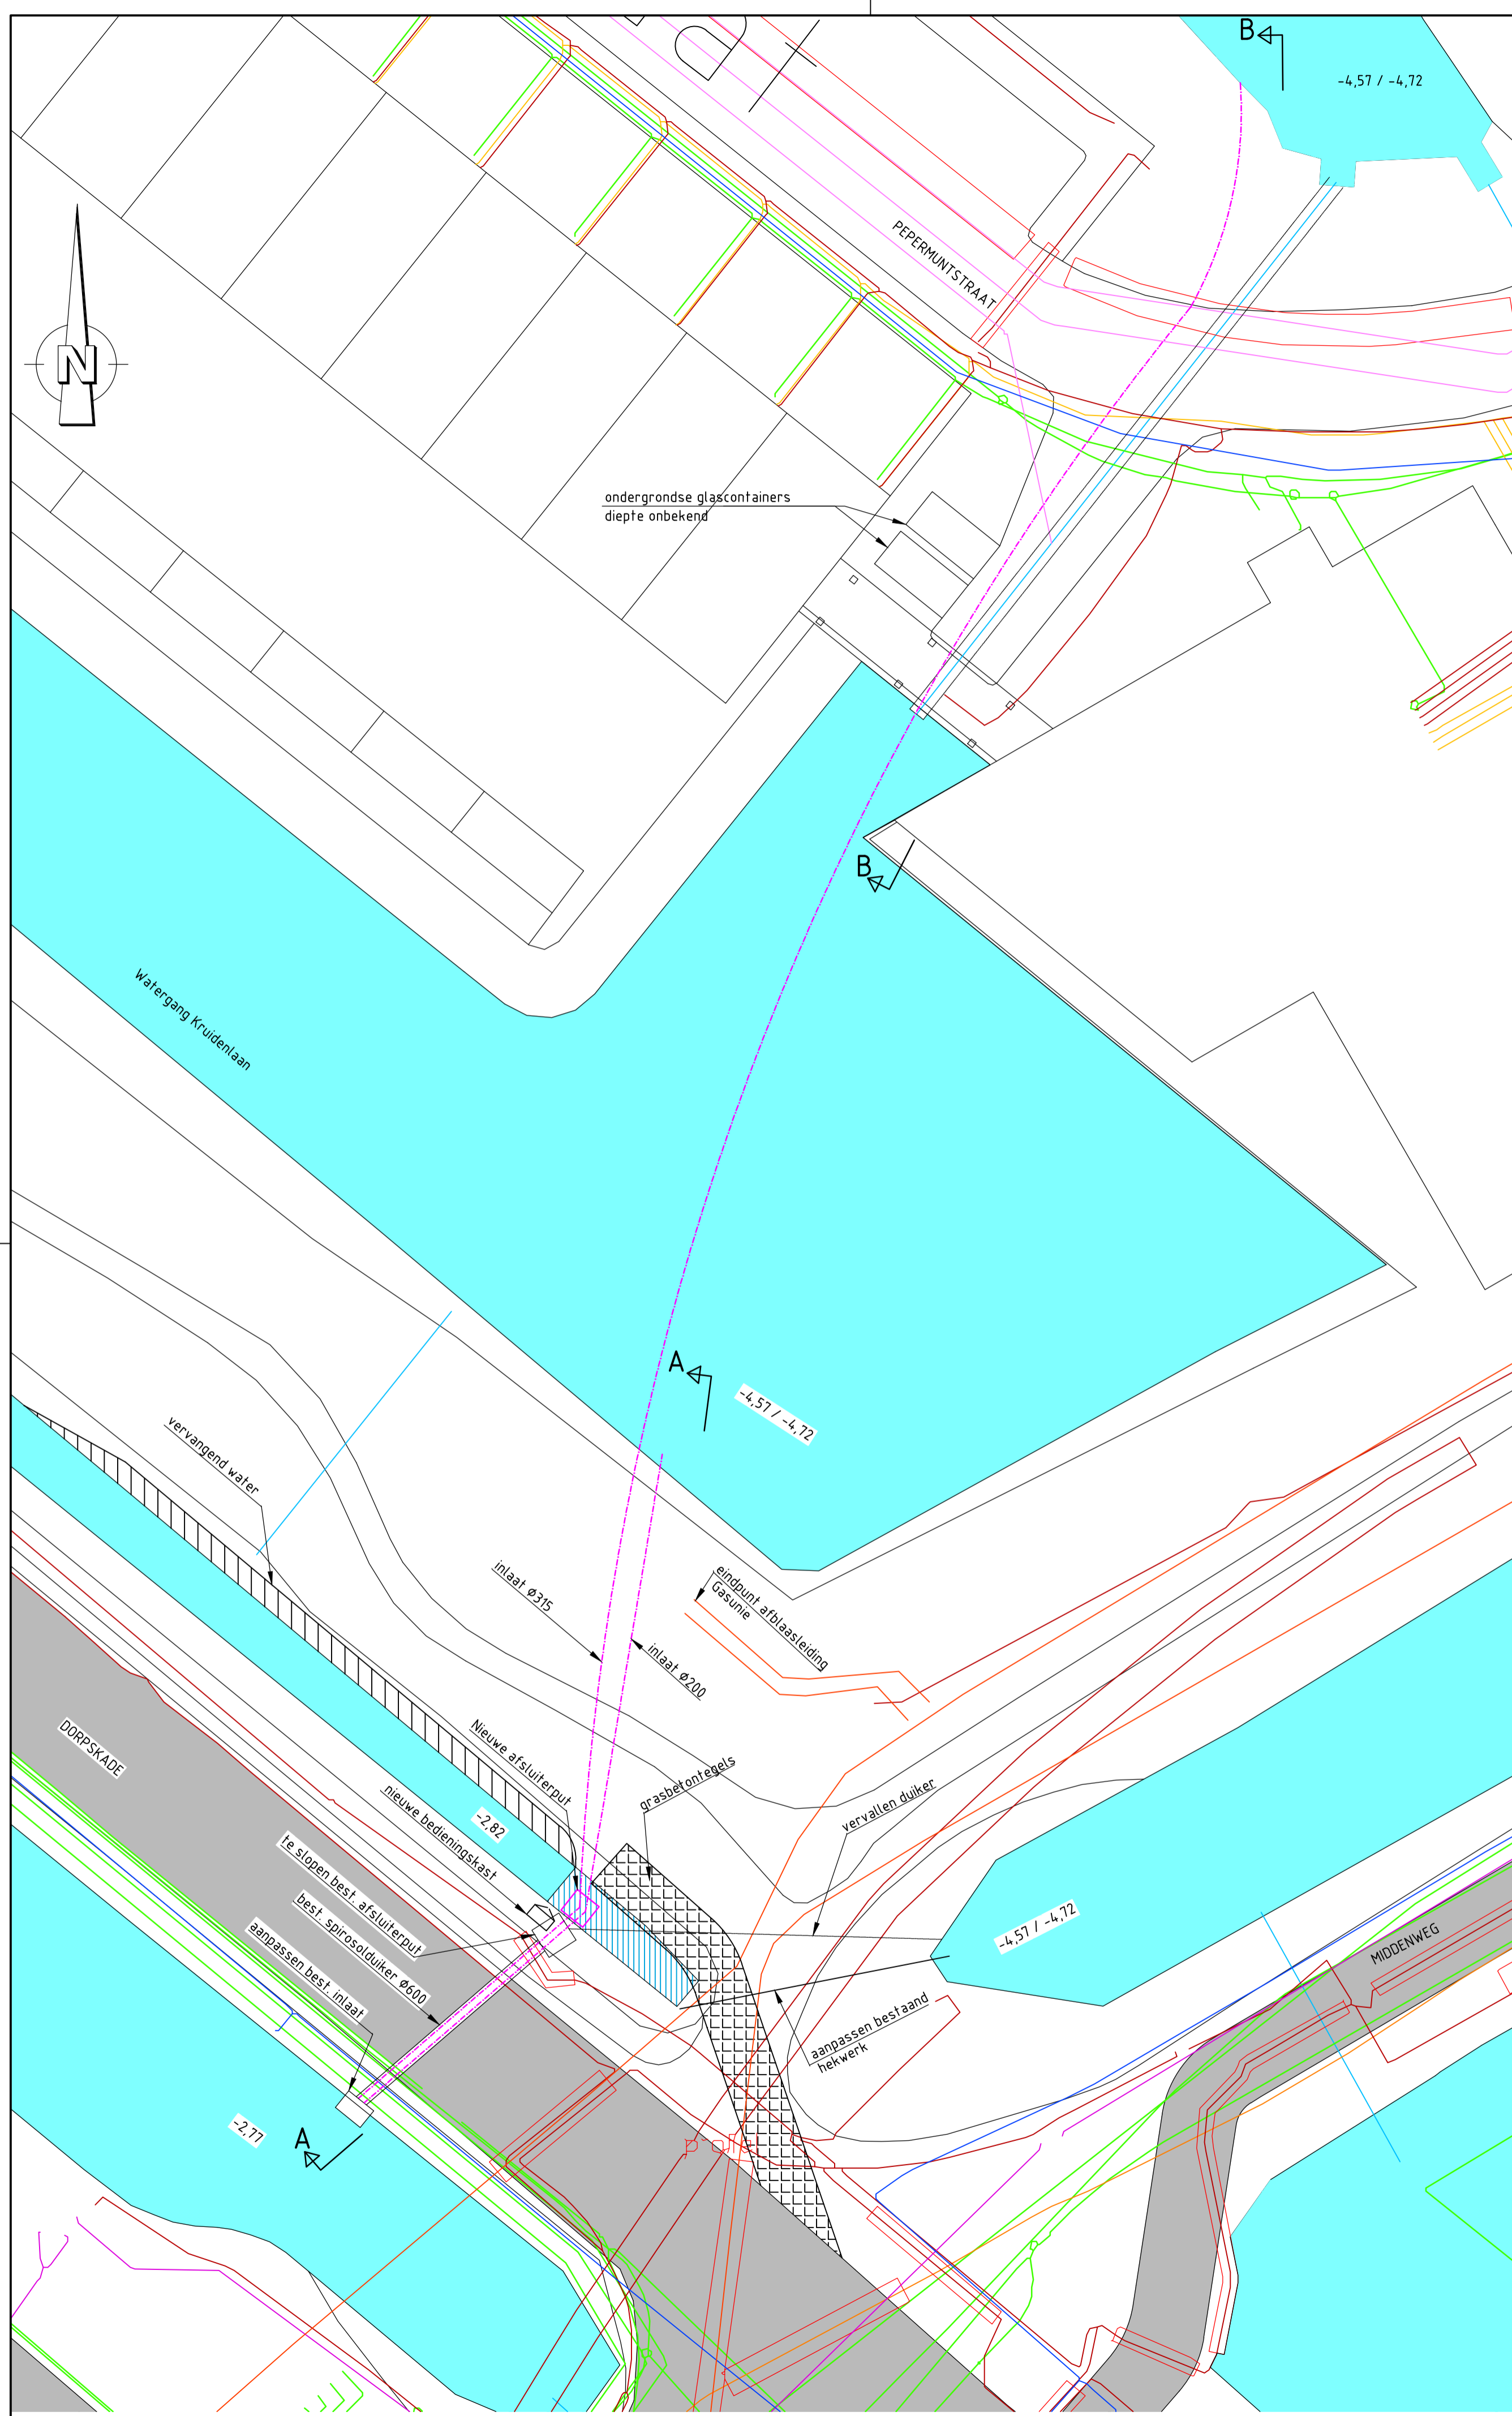 B
-4,57 / -4,72
PEPERMUNTSTRAAT
N
ondergrondse glascontainers
diepte onbekend
B
Watergang Kruidenlaan
A
-4,57 / -4,72
vervangend water
inlaat ø315
eindpunt afblaasleiding
Gasunie
inlaat ø200
DORPSKADE
Nieuwe afsluiterput
grasbetontegels
nieuwe bedieningskast
-2,82
vervallen duiker
te slopen best. afsluiterput
best. spirosolduiker ø600
aanpassen best. inlaat
-4,57 / -4,72
MIDDENWEG
aanpassen bestaand
hekwerk
-2,77
A